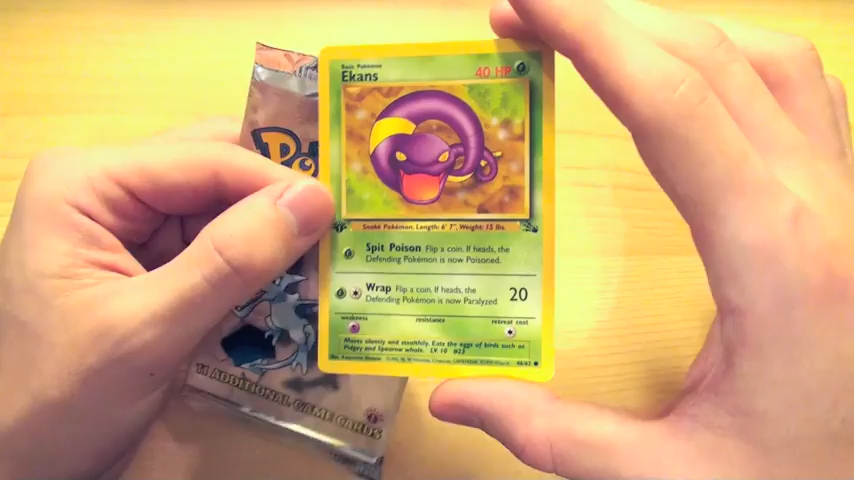 Basic Pokémon
Ekans
40 HP
Po
Snake Pokémon. Length: 6' 7", Weight: 15 lbs.
Spit Poison Flip a coin. If heads, the
Defending Pokémon is now Poisoned.
Wrap Flip a coin. If heads, the
Defending Pokémon is now Paralyzed.
20
weakness
resistance
retreat cost
Moves silently and stealthily. Eats the eggs of birds such as
Pidgey and Spearow whole. LV. 10 #23
46/62
11 ADDITIONAL GAME CARDS